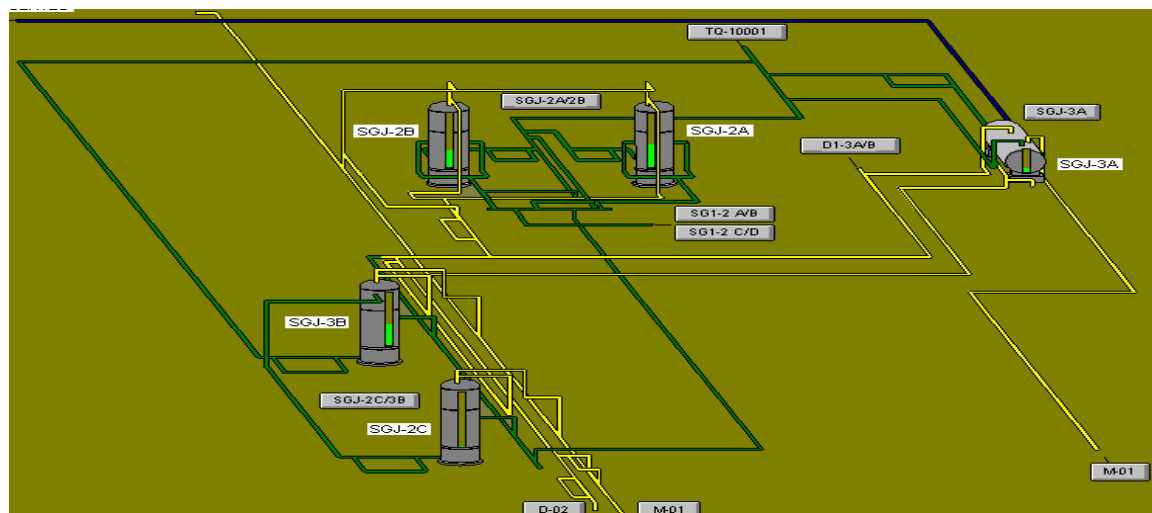 TQ-10001
SGJ-2A/2B
SGJ-3A
SGJ-2B
SGJ-2A
D1-3A/B
SGJ-3A
SG1-2 A/B
SG1-2 C/D
SGJ-3B
SGJ-2C/3B
SGJ-2C
M-01
D-02
M-01